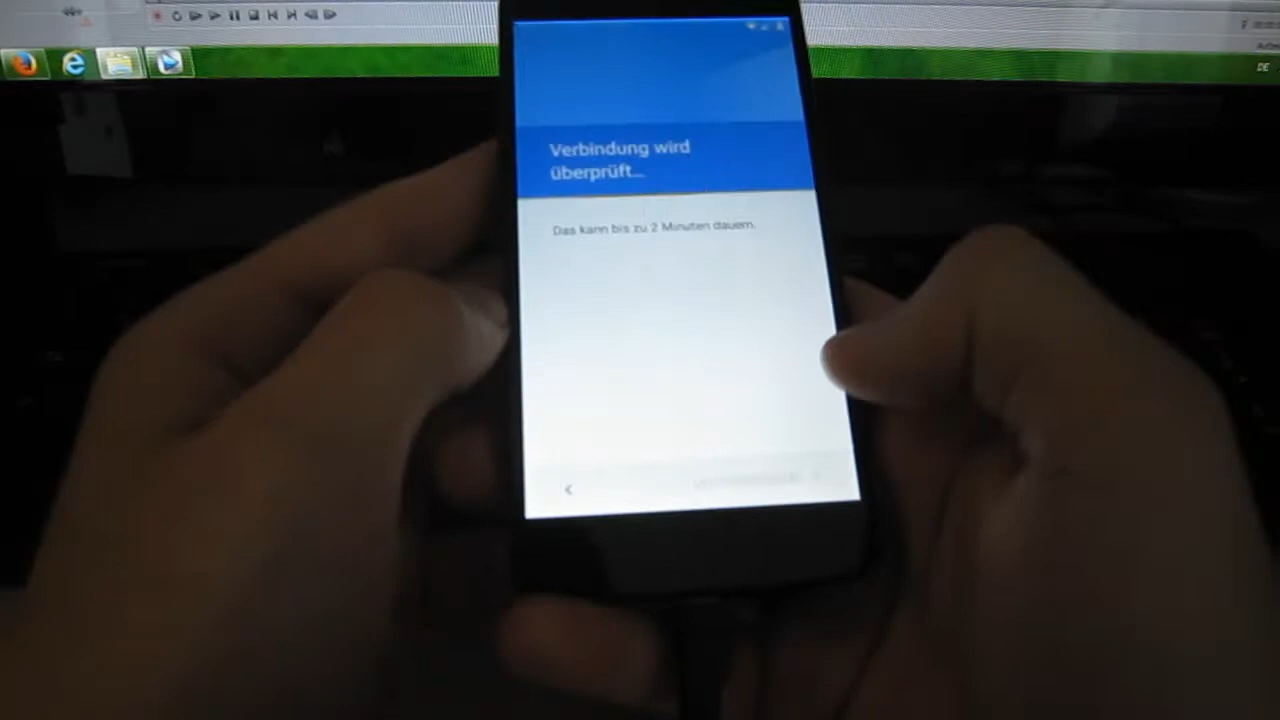 DE
Verbindung wird
überprüft...
Das kann bis zu 2 Minuten dauern.